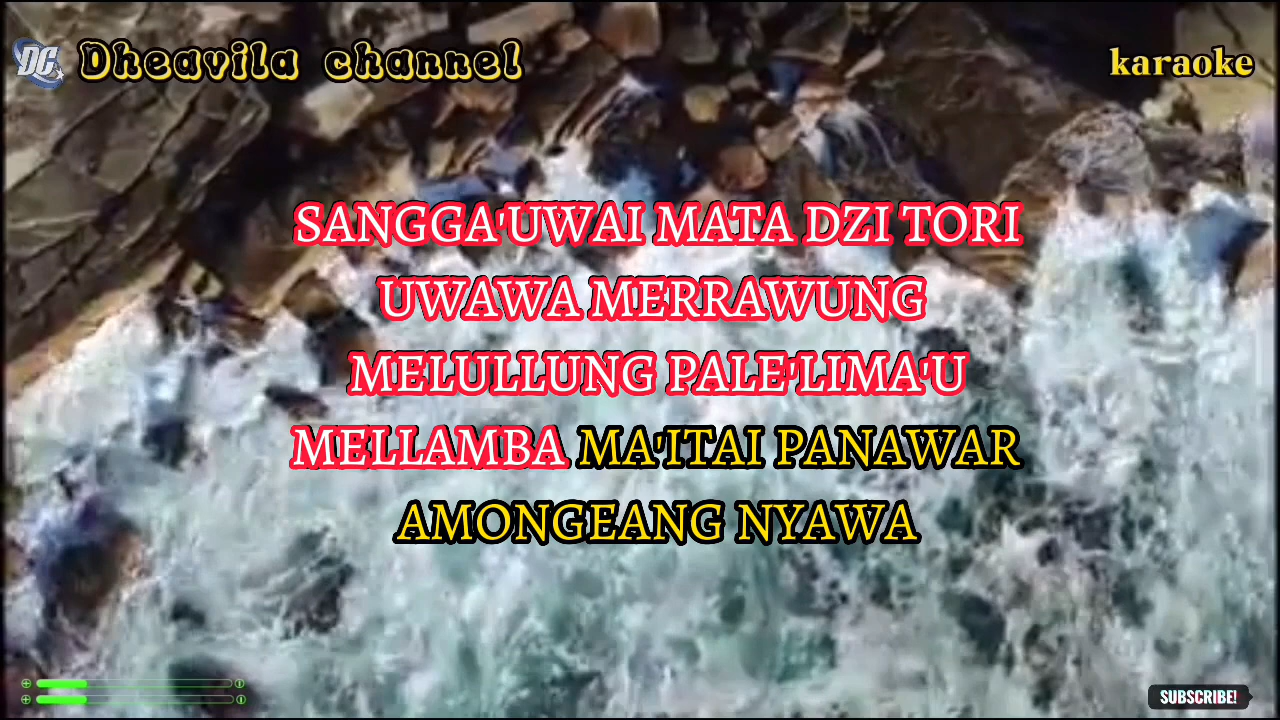 DC Dheavila channel
karaoke
SANGGA'UWAI MATA DZI TORI
UWAWA MERRAWUNG
MELULLUNG PALE'LIMA'U
MELLAMBA MA'ITAI PANAWAR
AMONGEANG NYAWA
SUBSCRIBE!